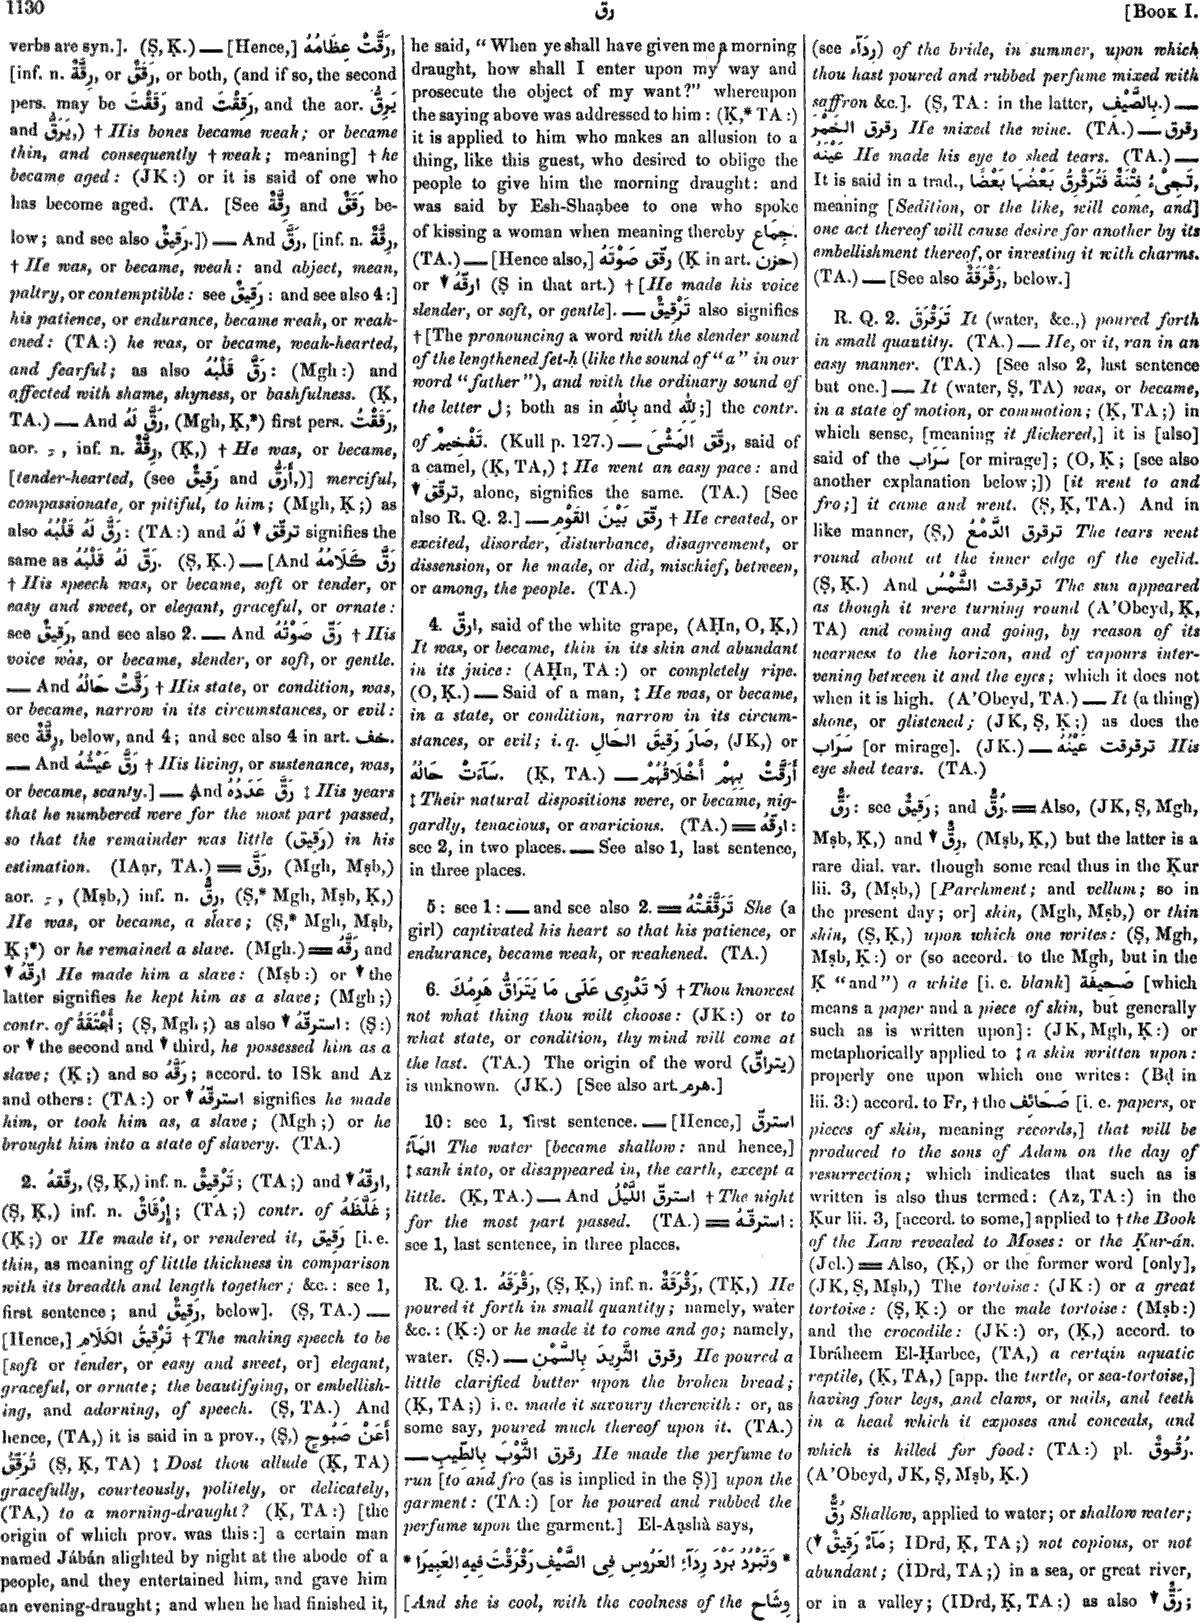 1130
رق
[BOOK I.
verbs are syn.]. (Ṣ, Ḳ.) — [Hence,] رَقَّتْ عِظَامُهُ,
[inf. n. رِقَّةٌ, or رَقَقٌ, or both, (and if so, the second
pers. may be رَقَقْتَ and رَقِقْتَ, and the aor. يَرِقُّ
and يَرَقُّ,) † His bones became weak; or became
thin, and consequently † weak; meaning] † he
became aged: (JK:) or it is said of one who
has become aged. (TA. [See رِقَّةٌ and رَقَقٌ be-
low; and see also رَقِيقٌ.]) — And رَقَّ, [inf. n. رِقَّةٌ,
† He was, or became, weak: and abject, mean,
paltry, or contemptible: see رَقِيقٌ: and see also 4:]
his patience, or endurance, became weak, or weak-
ened: (TA:) he was, or became, weak-hearted,
and fearful; as also رَقَّ قَلْبُهُ: (Mgh:) and
affected with shame, shyness, or bashfulness. (Ḳ,
TA.) — And رَقَّ لَهُ, (Mgh, Ḳ,*) first pers. رَقَقْتُ,
aor. ـِ , inf. n. رِقَّةٌ, (Ḳ,) † He was, or became,
[tender-hearted, (see رَقِيقٌ and أَرَقُّ,)] merciful,
compassionate, or pitiful, to him; (Mgh, Ḳ;) as
also رَقَّ لَهُ قَلْبُهُ: (TA:) and ترقّق ▼ لَهُ signifies the
same as رَقَّ لَهُ قَلْبُهُ. (Ṣ, Ḳ.) — [And رَقَّ كَلَامُهُ
† His speech was, or became, soft or tender, or
easy and sweet, or elegant, graceful, or ornate:
see رَقِيقٌ, and see also 2. — And رَقَّ صَوْتُهُ † His
voice was, or became, slender, or soft, or gentle.
— And رَقَّتْ حَالُهُ † His state, or condition, was,
or became, narrow in its circumstances, or evil:
see رِقَّةٌ, below, and 4; and see also 4 in art. خف.
— And رَقَّ عَيْشُهُ † His living, or sustenance, was,
or became, scanty.] — And رَقَّ عَدَدُهُ ‡ His years
that he numbered were for the most part passed,
so that the remainder was little (رَقِيق) in his
estimation. (IAạr, TA.) = رَقَّ, (Mgh, Mṣb,)
aor. ـِ , (Mṣb,) inf. n. رِقٌّ, (Ṣ,* Mgh, Mṣb, Ḳ,)
He was, or became, a slave; (Ṣ,* Mgh, Mṣb,
Ḳ;*) or he remained a slave. (Mgh.) = رَقَّهُ and
▼ ارقّهُ He made him a slave: (Mṣb:) or ▼ the
latter signifies he kept him as a slave; (Mgh;)
contr. of أَعْتَقَهُ; (Ṣ, Mgh;) as also ▼ استرقّهُ: (Ṣ:)
or ▼ the second and ▼ third, he possessed him as a
slave; (Ḳ;) and so رَقَّهُ; accord. to ISk and Az
and others: (TA:) or ▼ استرقّهُ signifies he made
him, or took him as, a slave; (Mgh;) or he
brought him into a state of slavery. (TA.)
2. رقّقهُ, (Ṣ, Ḳ,) inf. n. تَرْقِيقٌ; (TA;) and ▼ ارقّهُ,
(Ṣ, Ḳ,) inf. n. إِرْقَاقٌ; (TA;) contr. of غَلَّظَهُ;
(Ḳ;) or He made it, or rendered it, رَقِيق [i. e.
thin, as meaning of little thickness in comparison
with its breadth and length together; &c.: see 1,
first sentence; and رَقِيقٌ, below]. (Ṣ, TA.) —
[Hence,] تَرْقِيقُ الكَلَامِ † The making speech to be
[soft or tender, or easy and sweet, or] elegant,
graceful, or ornate; the beautifying, or embellish-
ing, and adorning, of speech. (Ṣ, TA.) And
hence, (TA,) it is said in a prov., (Ṣ,) أَعَنْ صَبُوحٍ
تُرَقِّقُ (Ṣ, Ḳ, TA) ‡ Dost thou allude (Ḳ, TA)
gracefully, courteously, politely, or delicately,
(TA,) to a morning-draught? (Ḳ, TA:) [the
origin of which prov. was this:] a certain man
named Jábán alighted by night at the abode of a
people, and they entertained him, and gave him
an evening-draught; and when he had finished it,
he said, "When ye shall have given me a morning
draught, how shall I enter upon my way and
prosecute the object of my want?" whereupon
the saying above was addressed to him: (Ḳ,* TA:)
it is applied to him who makes an allusion to a
thing, like this guest, who desired to oblige the
people to give him the morning draught: and
was said by Esh-Shaạbee to one who spoke
of kissing a woman when meaning thereby جِمَاع.
(TA.) — [Hence also,] رقّق صَوْتَهُ (Ḳ in art. حزن)
or ▼ ارقّهُ (Ṣ in that art.) † [He made his voice
slender, or soft, or gentle]. — تَرْقِيقٌ also signifies
† [The pronouncing a word with the slender sound
of the lengthened fet-ḥ (like the sound of "a" in our
word "father"), and with the ordinary sound of
the letter ل; both as in بِاللّٰهِ and لِلّٰهِ;] the contr.
of تَفْخِيمٌ. (Kull p. 127.) — رقّق المَشْىَ, said of
a camel, (Ḳ, TA,) ‡ He went an easy pace: and
▼ ترقّق, alone, signifies the same. (TA.) [See
also R. Q. 2.] — رقّق بَيْنَ القَوْمِ † He created, or
excited, disorder, disturbance, disagreement, or
dissension, or he made, or did, mischief, between,
or among, the people. (TA.)
4. ارقّ, said of the white grape, (AḤn, O, Ḳ,)
It was, or became, thin in its skin and abundant
in its juice: (AḤn, TA:) or completely ripe.
(O, Ḳ.) — Said of a man, ‡ He was, or became,
in a state, or condition, narrow in its circum-
stances, or evil; i. q. صَارَ رَقِيقَ الحَالِ, (JK,) or
سَآءَتْ حَالُهُ. (Ḳ, TA.) — أَرَقَّتْ بِهِمْ أَخْلَاقُهُمْ
‡ Their natural dispositions were, or became, nig-
gardly, tenacious, or avaricious. (TA.) = ارقّهُ:
see 2, in two places. — See also 1, last sentence,
in three places.
5: see 1: — and see also 2. = تَرَقَّقَتْهُ She (a
girl) captivated his heart so that his patience, or
endurance, became weak, or weakened. (TA.)
6. لَا تَدْرِى عَلَى مَا يَتَرَاقُّ هَرِمُكَ † Thou knowest
not what thing thou wilt choose: (JK:) or to
what state, or condition, thy mind will come at
the last. (TA.) The origin of the word (يتراقّ)
is unknown. (JK.) [See also art. هرم.]
10: see 1, first sentence. — [Hence,] استرقّ
المَآءُ The water [became shallow: and hence,]
‡ sank into, or disappeared in, the earth, except a
little. (Ḳ, TA.) — And استرقّ اللَّيْلُ † The night
for the most part passed. (TA.) = استرقّهُ:
see 1, last sentence, in three places.
R. Q. 1. رَقْرَقَهُ, (Ṣ, Ḳ,) inf. n. رَقْرَقَةٌ, (TḲ,) He
poured it forth in small quantity; namely, water
&c.: (Ḳ:) or he made it to come and go; namely,
water. (Ṣ.) — رقرق الثَّرِيدَ بِالسَّمْنِ He poured a
little clarified butter upon the broken bread;
(Ḳ, TA;) i. e. made it savoury therewith: or, as
some say, poured much thereof upon it. (TA.)
— رقرق الثَّوْبَ بِالطِّيبِ He made the perfume to
run [to and fro (as is implied in the Ṣ)] upon the
garment: (TA:) [or he poured and rubbed the
perfume upon the garment.] El-Aạshà says,
* وَتَبْرُدُ بَرْدَ رِدَآءِ العَرُوسِ فِى الصَّيْفِ رَقْرَقْتَ فِيهِ العَبِيرَا *
[And she is cool, with the coolness of the وِشَاح
(see رِدَآء) of the bride, in summer, upon which
thou hast poured and rubbed perfume mixed with
saffron &c.]. (Ṣ, TA: in the latter, بِالصَّيْفِ.) —
رقرق الخَمْرَ He mixed the wine. (TA.) — رقرق
عَيْنَهُ He made his eye to shed tears. (TA.) —
It is said in a trad., تَجِىْءُ فِتْنَةٌ فَتُرَقْرِقُ بَعْضُهَا بَعْضًا,
meaning [Sedition, or the like, will come, and]
one act thereof will cause desire for another by its
embellishment thereof, or investing it with charms.
(TA.) — [See also رَقْرَقَةٌ, below.]
R. Q. 2. تَرَقْرَقَ It (water, &c.,) poured forth
in small quantity. (TA.) — He, or it, ran in an
easy manner. (TA.) [See also 2, last sentence
but one.] — It (water, Ṣ, TA) was, or became,
in a state of motion, or commotion; (Ḳ, TA;) in
which sense, [meaning it flickered,] it is [also]
said of the سَرَاب [or mirage]; (O, Ḳ; [see also
another explanation below;]) [it went to and
fro;] it came and went. (Ṣ, Ḳ, TA.) And in
like manner, (Ṣ,) ترقرق الدَّمْعُ The tears went
round about at the inner edge of the eyelid.
(Ṣ, Ḳ.) And ترقرقت الشَّمْسُ The sun appeared
as though it were turning round (A'Obeyd, Ḳ,
TA) and coming and going, by reason of its
nearness to the horizon, and of vapours inter-
vening between it and the eyes; which it does not
when it is high. (A'Obeyd, TA.) — It (a thing)
shone, or glistened; (JK, Ṣ, Ḳ;) as does the
سَرَاب [or mirage]. (JK.) — ترقرقت عَيْنُهُ His
eye shed tears. (TA.)
رَقٌّ: see رَقِيقٌ; and رُقٌّ. = Also, (JK, Ṣ, Mgh,
Mṣb, Ḳ,) and ▼ رِقٌّ, (Mṣb, Ḳ,) but the latter is a
rare dial. var. though some read thus in the Ḳur
lii. 3, (Mṣb,) [Parchment; and vellum; so in
the present day; or] skin, (Mgh, Mṣb,) or thin
skin, (Ṣ, Ḳ,) upon which one writes: (Ṣ, Mgh,
Mṣb, Ḳ:) or (so accord. to the Mgh, but in the
Ḳ "and") a white [i. e. blank] صَحِيفَة [which
means a paper and a piece of skin, but generally
such as is written upon]: (JK, Mgh, Ḳ:) or
metaphorically applied to ‡ a skin written upon:
properly one upon which one writes: (Bḍ in
lii. 3:) accord. to Fr, † the صَحَائِف [i. e. papers, or
pieces of skin, meaning records,] that will be
produced to the sons of Adam on the day of
resurrection; which indicates that such as is
written is also thus termed: (Az, TA:) in the
Ḳur lii. 3, [accord. to some,] applied to † the Book
of the Law revealed to Moses: or the Ḳur-án.
(Jel.) = Also, (Ḳ,) or the former word [only],
(JK, Ṣ, Mṣb,) The tortoise: (JK:) or a great
tortoise: (Ṣ, Ḳ:) or the male tortoise: (Mṣb:)
and the crocodile: (JK:) or, (Ḳ,) accord. to
Ibráheem El-Ḥarbee, (TA,) a certain aquatic
reptile, (Ḳ, TA,) [app. the turtle, or sea-tortoise,]
having four legs, and claws, or nails, and teeth
in a head which it exposes and conceals, and
which is killed for food: (TA:) pl. رُقُوقٌ.
(A'Obeyd, JK, Ṣ, Mṣb, Ḳ.)
رُقٌّ Shallow, applied to water; or shallow water;
(▼ مَآءٌ رَقِيقٌ; IDrd, Ḳ, TA;) not copious, or not
abundant; (IDrd, TA;) in a sea, or great river,
or in a valley; (IDrd, Ḳ, TA:) as also ▼ رَقٌّ;